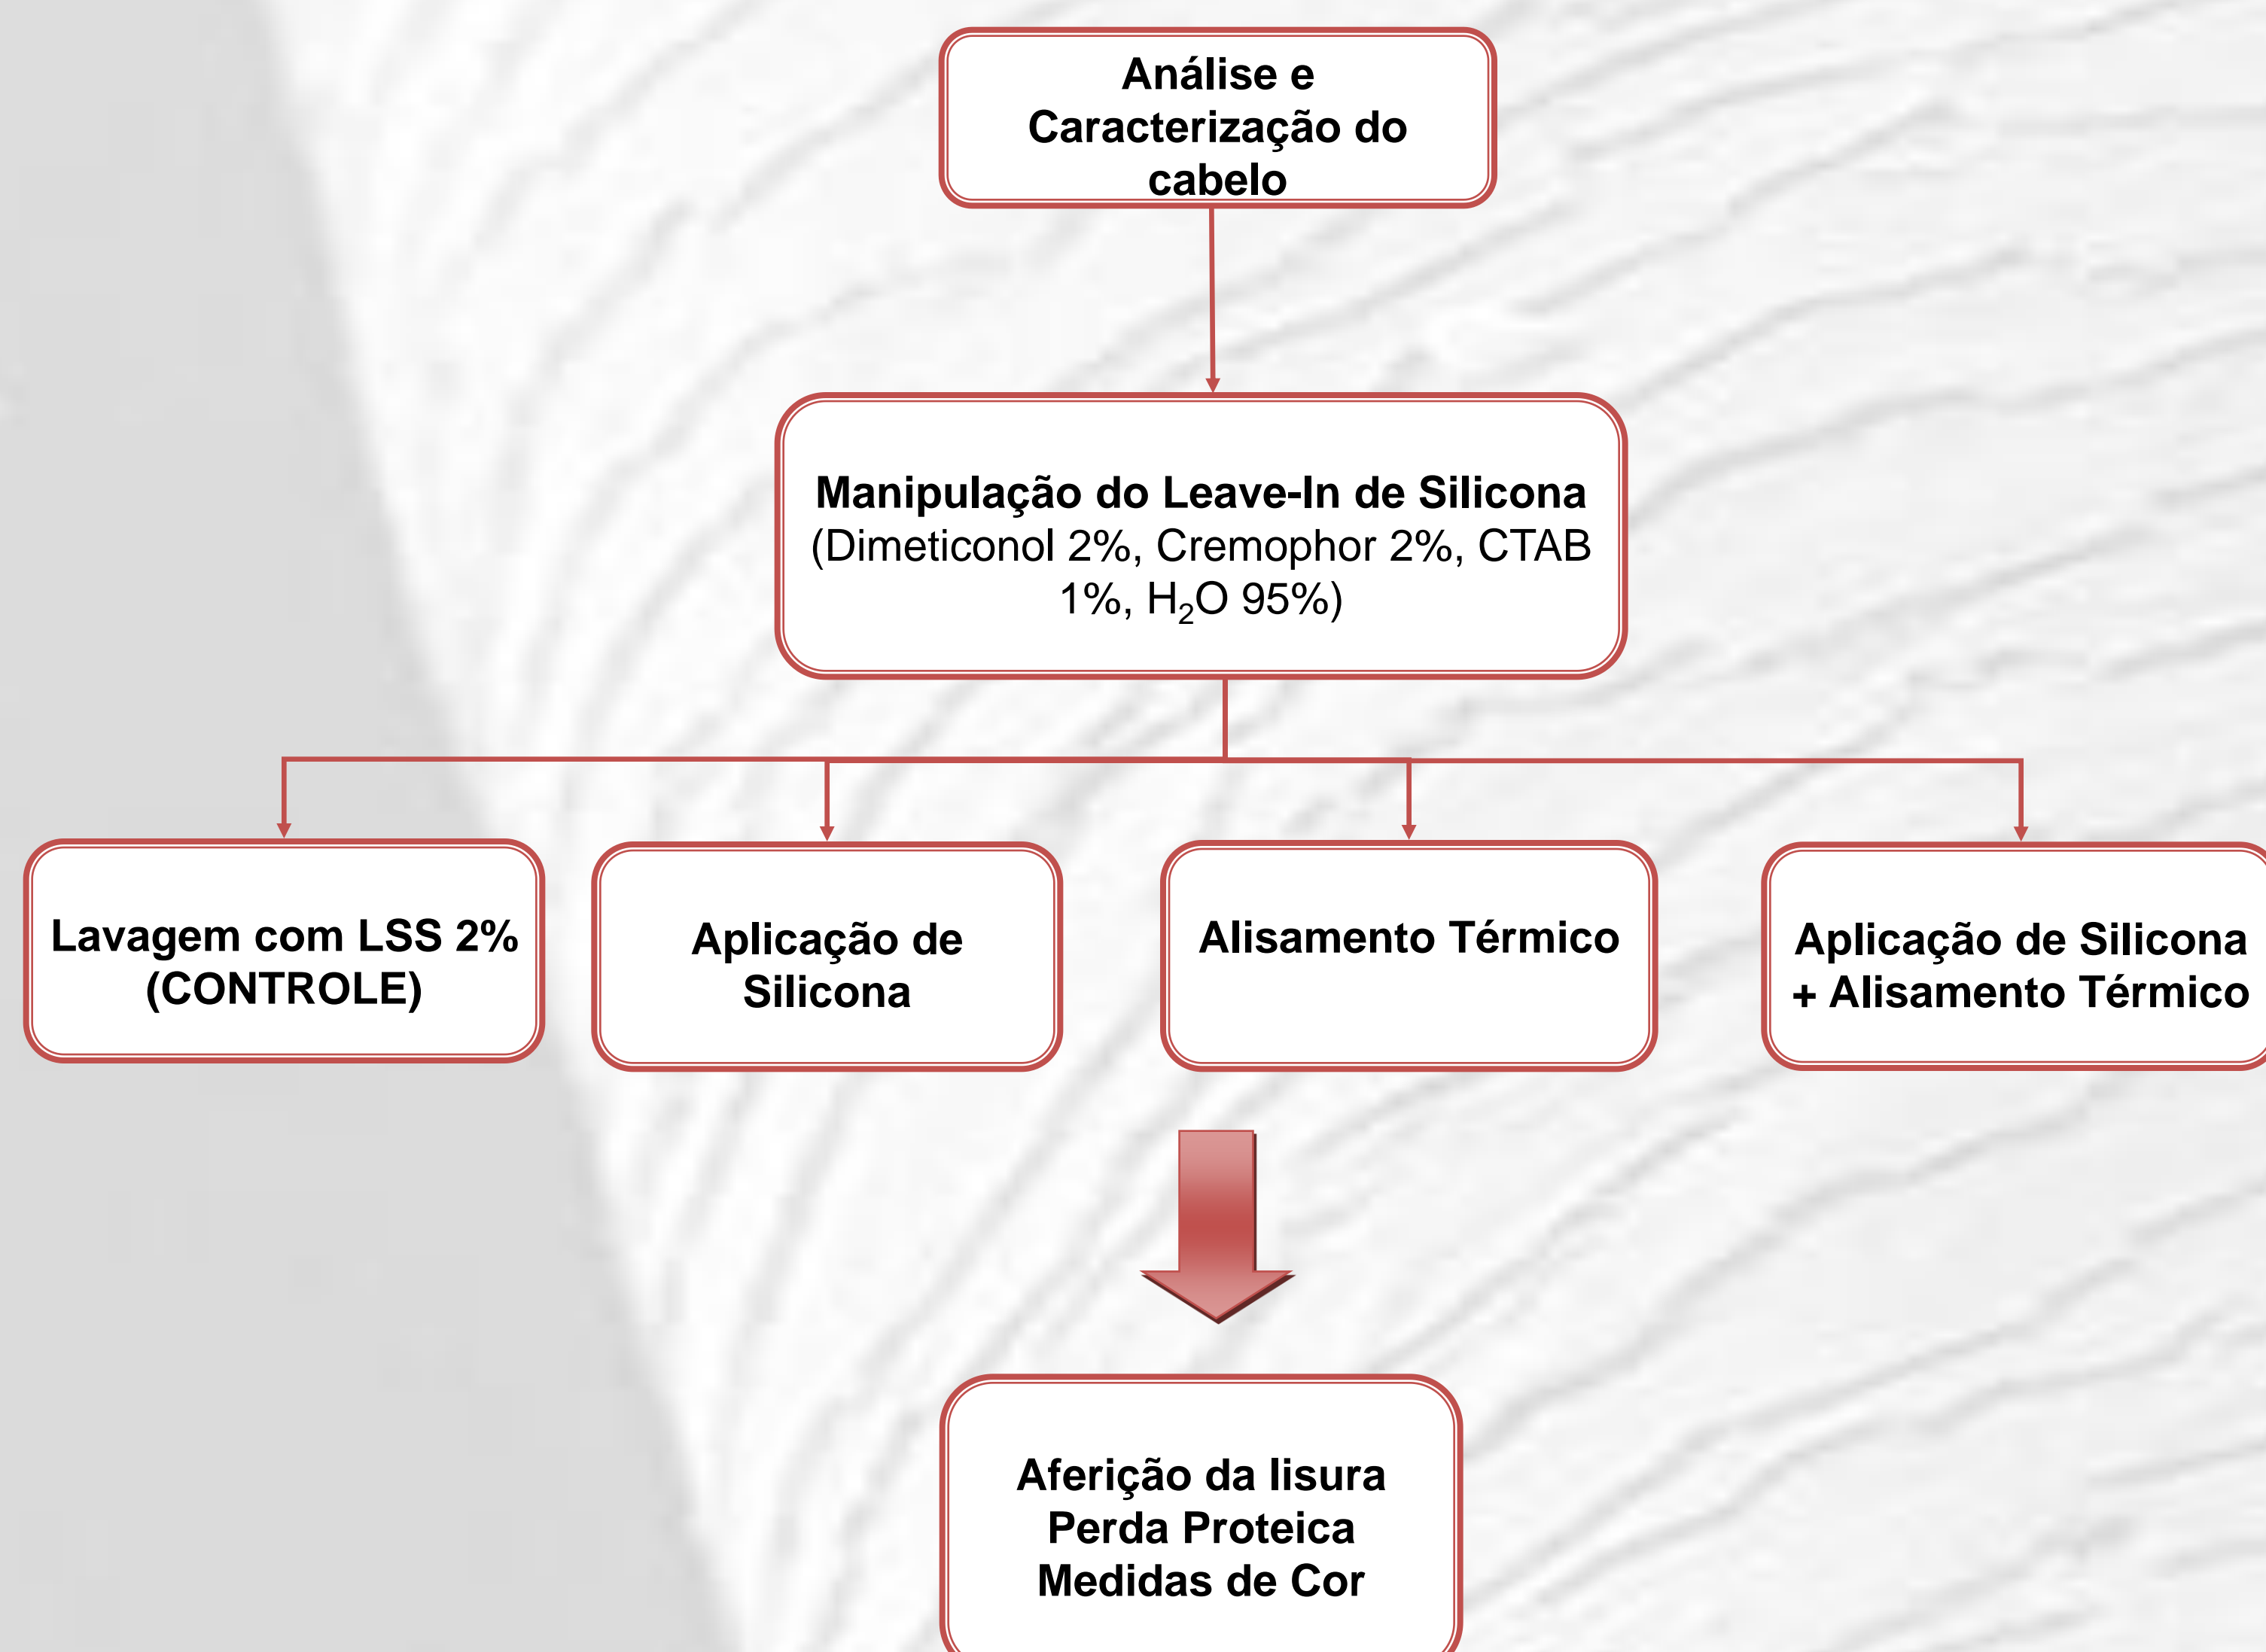 Análise e
Caracterização do
cabelo
Manipulação do Leave-In de Silicona
(Dimeticonol 2%, Cremophor 2%, CTAB
1%, H₂O 95%)
Lavagem com LSS 2%
(CONTROLE)
Aplicação de
Silicona
Alisamento Térmico
Aplicação de Silicona
+ Alisamento Térmico
Aferição da lisura
Perda Proteica
Medidas de Cor